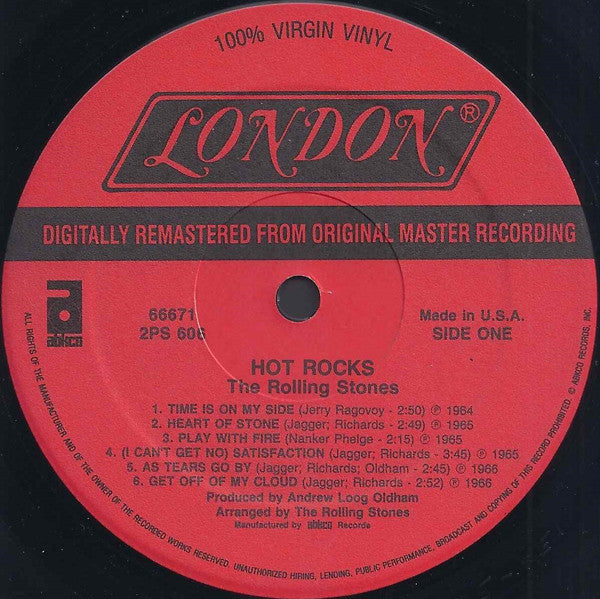 100% VIRGIN VINYL
LONDON®
DIGITALLY REMASTERED FROM ORIGINAL MASTER RECORDING
abkco
66671
2PS 606
Made in U.S.A.
SIDE ONE
HOT ROCKS
The Rolling Stones
1. TIME IS ON MY SIDE (Jerry Ragovoy - 2:50) ℗ 1964
2. HEART OF STONE (Jagger; Richards - 2:49) ℗ 1965
3. PLAY WITH FIRE (Nanker Phelge - 2:15) ℗ 1965
4. (I CAN'T GET NO) SATISFACTION (Jagger; Richards - 3:45) ℗ 1965
5. AS TEARS GO BY (Jagger; Richards; Oldham - 2:45) ℗ 1966
6. GET OFF OF MY CLOUD (Jagger; Richards - 2:52) ℗ 1966
Produced by Andrew Loog Oldham
Arranged by The Rolling Stones
Manufactured by abkco Records
ALL RIGHTS OF THE MANUFACTURER AND OF THE OWNER OF THE RECORDED WORKS RESERVED. UNAUTHORIZED HIRING, LENDING, PUBLIC PERFORMANCE, BROADCAST AND COPYING OF THIS RECORD PROHIBITED. © ABKCO RECORDS, INC.